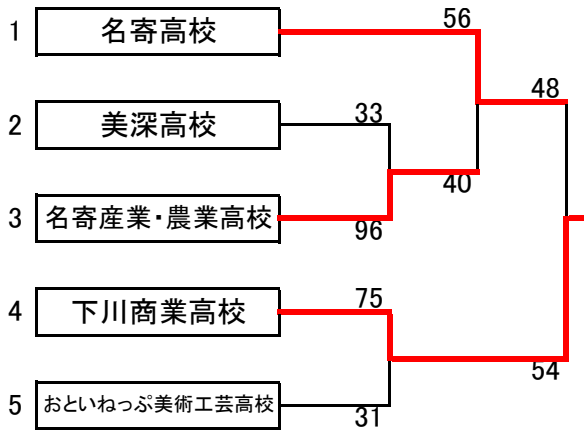 1 名寄高校 56
48
2 美深高校 33
40
3 名寄産業・農業高校 96
4 下川商業高校 75
54
5 おといねっぷ美術工芸高校 31